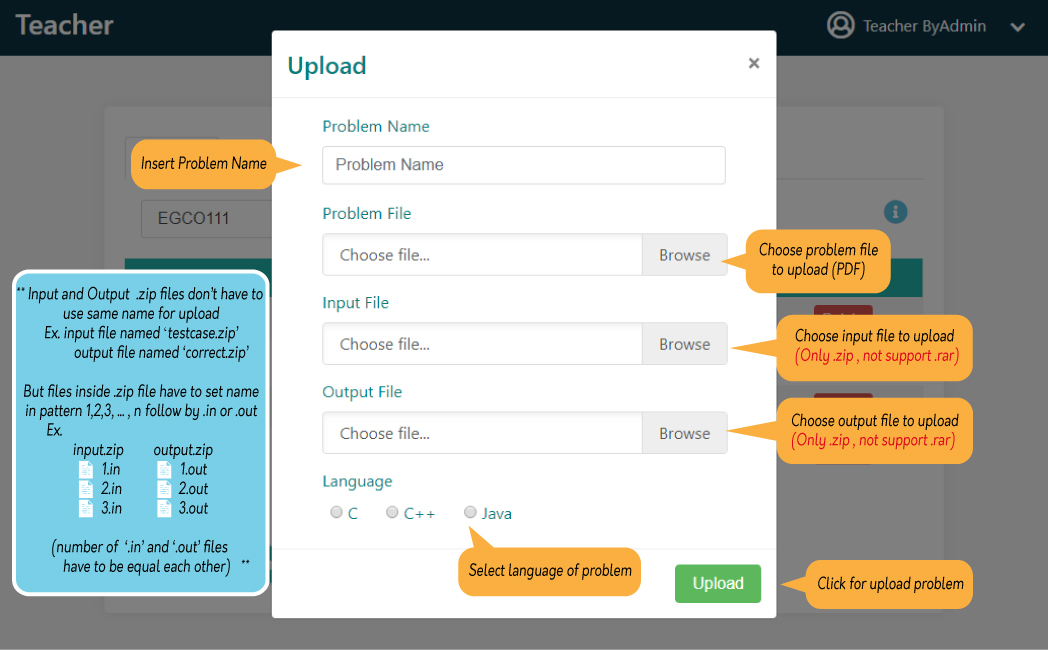 Teacher
Teacher ByAdmin
Upload
×
Problem Name
Insert Problem Name
Problem Name
EGCO111
Problem File
Choose file...
Browse
Choose problem file
to upload (PDF)
** Input and Output .zip files don't have to
use same name for upload
Ex. input file named 'testcase.zip'
output file named 'correct.zip'
But files inside .zip file have to set name
in pattern 1,2,3, ... , n follow by .in or .out
Ex.
input.zip output.zip
1.in 1.out
2.in 2.out
3.in 3.out
(number of '.in' and '.out' files
have to be equal each other) **
Input File
Choose file...
Browse
Choose input file to upload
(Only .zip , not support .rar)
Output File
Choose file...
Browse
Choose output file to upload
(Only .zip , not support .rar)
Language
C C++ Java
Select language of problem
Upload
Click for upload problem